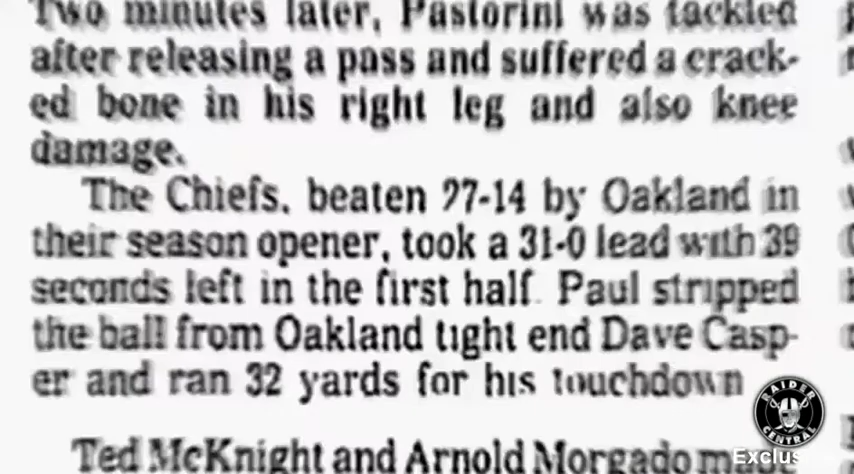 Two minutes later, Pastorini was tackled
after releasing a pass and suffered a crack-
ed bone in his right leg and also knee
damage.
The Chiefs, beaten 27-14 by Oakland in
their season opener, took a 31-0 lead with 39
seconds left in the first half. Paul stripped
the ball from Oakland tight end Dave Casp-
er and ran 32 yards for his touchdown
Ted McKnight and Arnold Morgado m
RAIDER
CENTRAL
Exclus